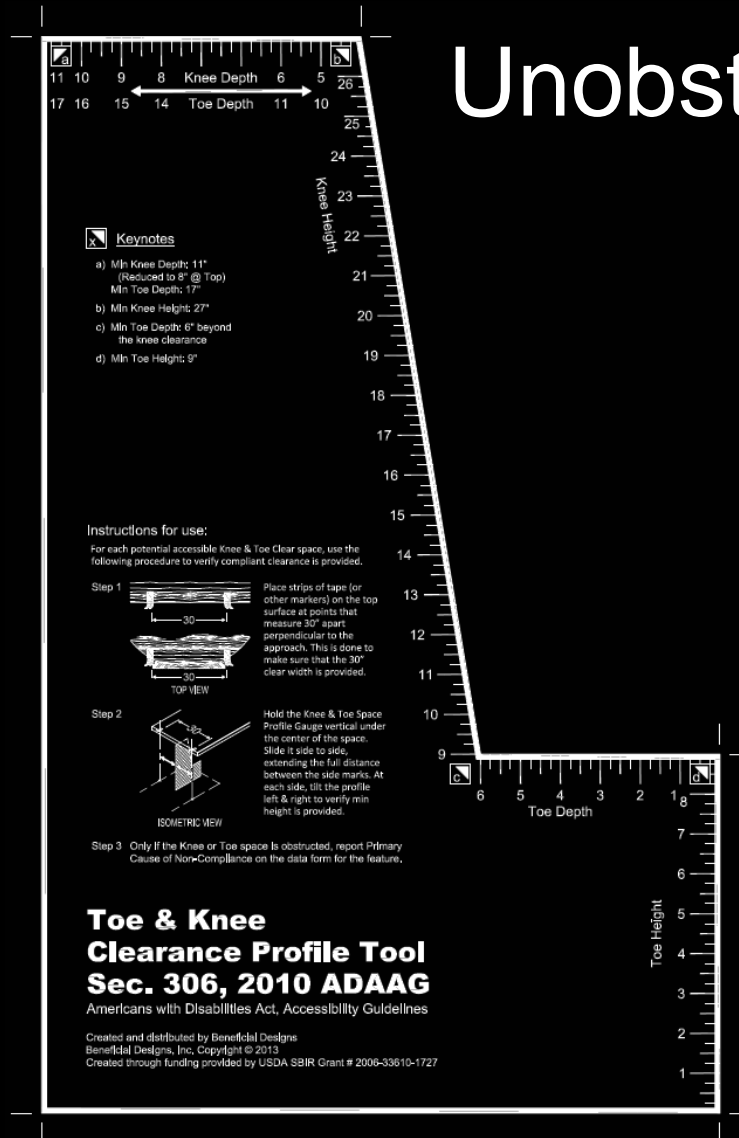 Unobst
a b
11 10 9 8 Knee Depth 6 5
17 16 15 14 Toe Depth 11 10
26
25
24
23
Knee Height
22
21
20
19
18
17
16
15
14
13
12
11
10
9
x Keynotes
a) Min Knee Depth: 11"
(Reduced to 8" @ Top)
Min Toe Depth: 17"
b) Min Knee Height: 27"
c) Min Toe Depth: 6" beyond
the knee clearance
d) Min Toe Height: 9"
Instructions for use:
For each potential accessible Knee & Toe Clear space, use the
following procedure to verify compliant clearance is provided.
Step 1
30
30
TOP VIEW
Place strips of tape (or
other markers) on the top
surface at points that
measure 30" apart
perpendicular to the
approach. This is done to
make sure that the 30"
clear width is provided.
Step 2
30
ISOMETRIC VIEW
Hold the Knee & Toe Space
Profile Gauge vertical under
the center of the space.
Slide it side to side,
extending the full distance
between the side marks. At
each side, tilt the profile
left & right to verify min
height is provided.
Step 3 Only if the Knee or Toe space is obstructed, report Primary
Cause of Non-Compliance on the data form for the feature.
c d
6 5 4 3 2 1
Toe Depth
8
7
6
5
Toe Height
4
3
2
1
Toe & Knee
Clearance Profile Tool
Sec. 306, 2010 ADAAG
Americans with Disabilities Act, Accessibility Guidelines
Created and distributed by Beneficial Designs
Beneficial Designs, Inc, Copyright © 2013
Created through funding provided by USDA SBIR Grant # 2006-33610-1727